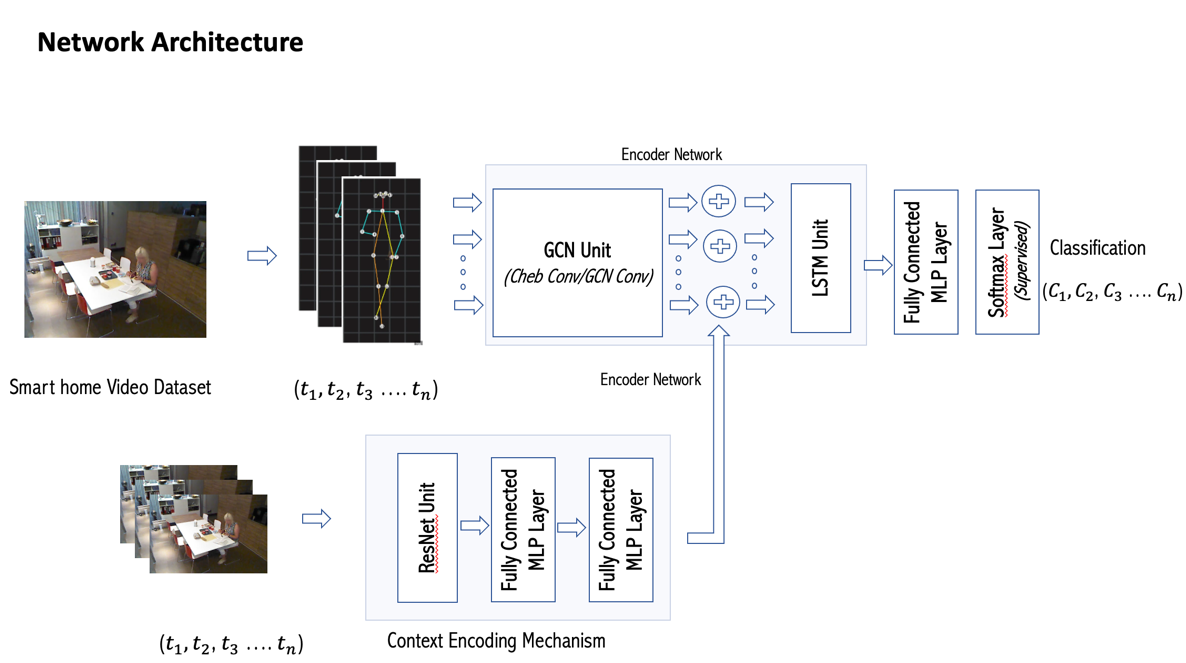 Network Architecture
Encoder Network
GCN Unit
(Cheb Conv/GCN Conv)
LSTM Unit
Fully Connected
MLP Layer
Softmax Layer
(Supervised)
Classification
(C₁, C₂, C₃ .... Cₙ)
Smart home Video Dataset
(t₁, t₂, t₃ .... tₙ)
Encoder Network
ResNet Unit
Fully Connected
MLP Layer
Fully Connected
MLP Layer
(t₁, t₂, t₃ .... tₙ)
Context Encoding Mechanism